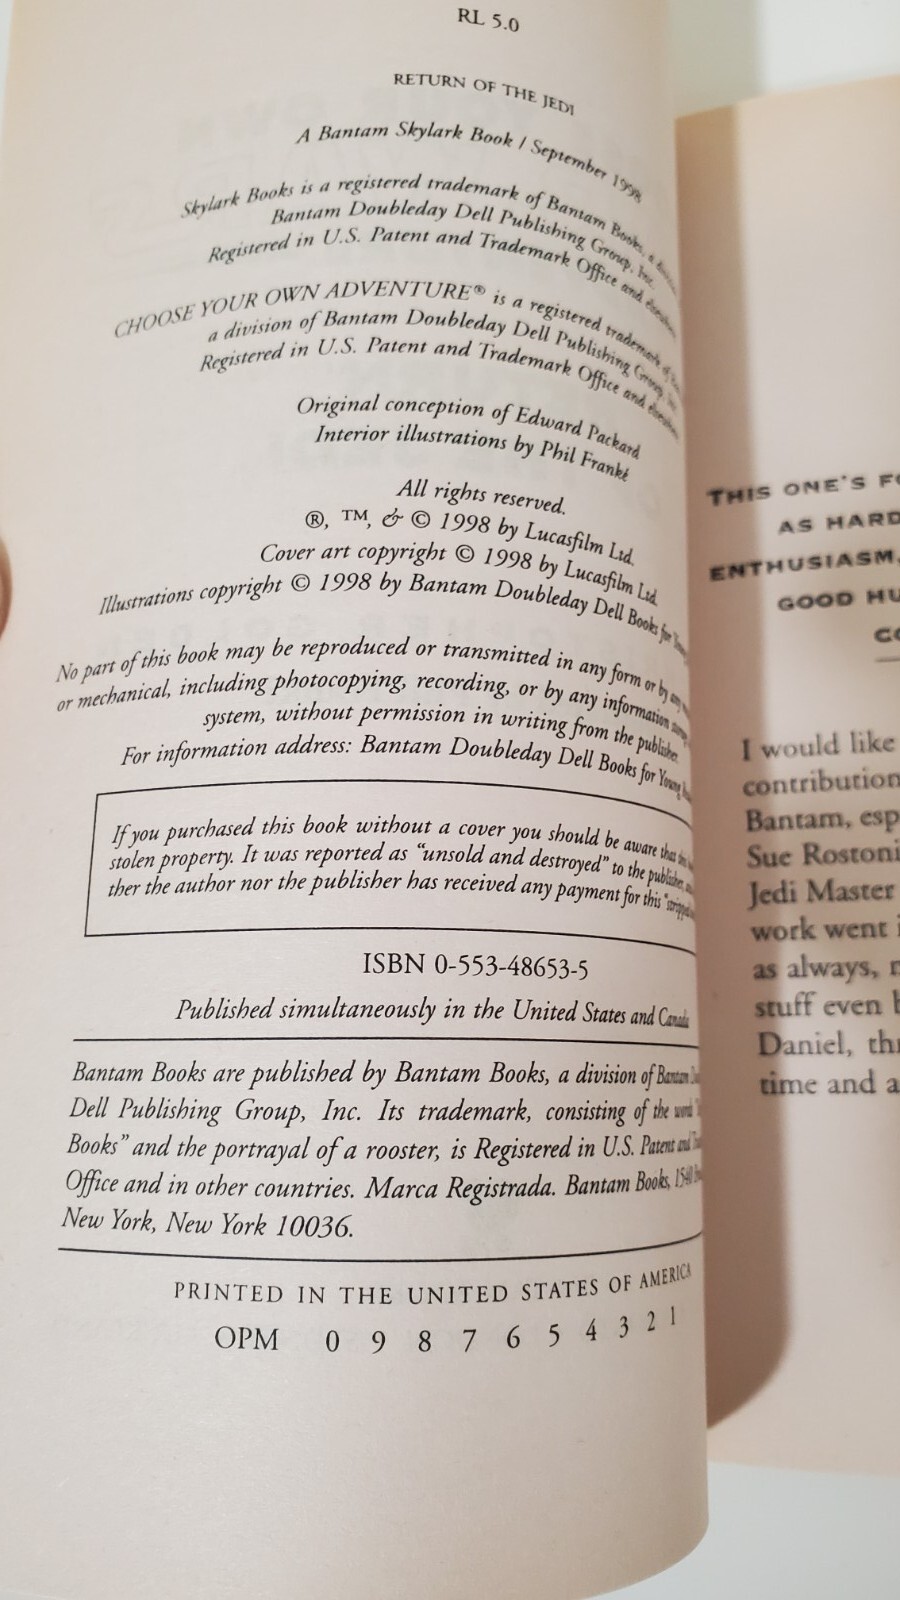 RL 5.0
RETURN OF THE JEDI
A Bantam Skylark Book / September 1998
Skylark Books is a registered trademark of Bantam Books, a
Bantam Doubleday Dell Publishing Group, Inc.
Registered in U.S. Patent and Trademark Office and
CHOOSE YOUR OWN ADVENTURE® is a registered trademark of
a division of Bantam Doubleday Dell Publishing Group, Inc.
Registered in U.S. Patent and Trademark Office and
Original conception of Edward Packard
Interior illustrations by Phil Franké
All rights reserved.
®, ™, & © 1998 by Lucasfilm Ltd.
Cover art copyright © 1998 by Lucasfilm Ltd.
Illustrations copyright © 1998 by Bantam Doubleday Dell Books for
No part of this book may be reproduced or transmitted in any form or by any
or mechanical, including photocopying, recording, or by any information
system, without permission in writing from the publisher.
For information address: Bantam Doubleday Dell Books for Young
If you purchased this book without a cover you should be aware that
stolen property. It was reported as "unsold and destroyed" to the publisher,
ther the author nor the publisher has received any payment for this "stripped
ISBN 0-553-48653-5
Published simultaneously in the United States and Canada
Bantam Books are published by Bantam Books, a division of Bantam
Dell Publishing Group, Inc. Its trademark, consisting of the word
Books" and the portrayal of a rooster, is Registered in U.S. Patent and
Office and in other countries. Marca Registrada. Bantam Books, 1540
New York, New York 10036.
PRINTED IN THE UNITED STATES OF AMERICA
OPM 0 9 8 7 6 5 4 3 2 1
THIS ONE'S FO
AS HARD
ENTHUSIASM,
GOOD HU
CO
I would like
contribution
Bantam, esp
Sue Rostoni
Jedi Master
work went i
as always, m
stuff even b
Daniel, thr
time and a